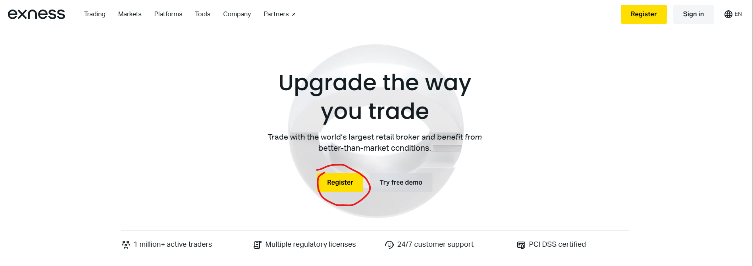 exness
Trading Markets Platforms Tools Company Partners ↗
Register Sign in EN
Upgrade the way
you trade
Trade with the world's largest retail broker and benefit from
better-than-market conditions.
Register Try free demo
1 million+ active traders Multiple regulatory licenses 24/7 customer support PCI DSS certified